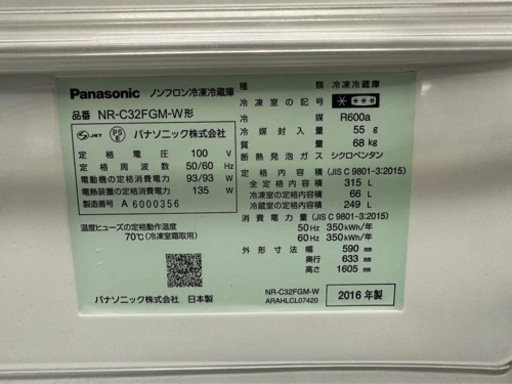 Panasonic ノンフロン冷凍冷蔵庫
品番 NR-C32FGM-W形
S JET PS E パナソニック株式会社
定格電圧 100 V
定格周波数 50/60 Hz
電動機の定格消費電力 93/93 W
電熱装置の定格消費電力 135 W
製造番号 A 6000356
温度ヒューズの定格動作温度
70℃(冷凍室霜取用)
パナソニック株式会社 日本製
種類 冷凍冷蔵庫
冷凍室の記号
冷媒 R600a
冷媒封入量 55 g
質量 68 kg
断熱発泡ガス シクロペンタン
定格内容積 (JIS C 9801-3:2015)
全定格内容積 315 L
冷凍室の定格内容積 66 L
冷蔵室の定格内容積 249 L
消費電力量 (JIS C 9801-3:2015)
50 Hz 350 kWh/年
60 Hz 350 kWh/年
外形寸法 幅 590 mm
奥行 633 mm
高さ 1605 mm
NR-C32FGM-W
ARAHLCL07420
2016 年製